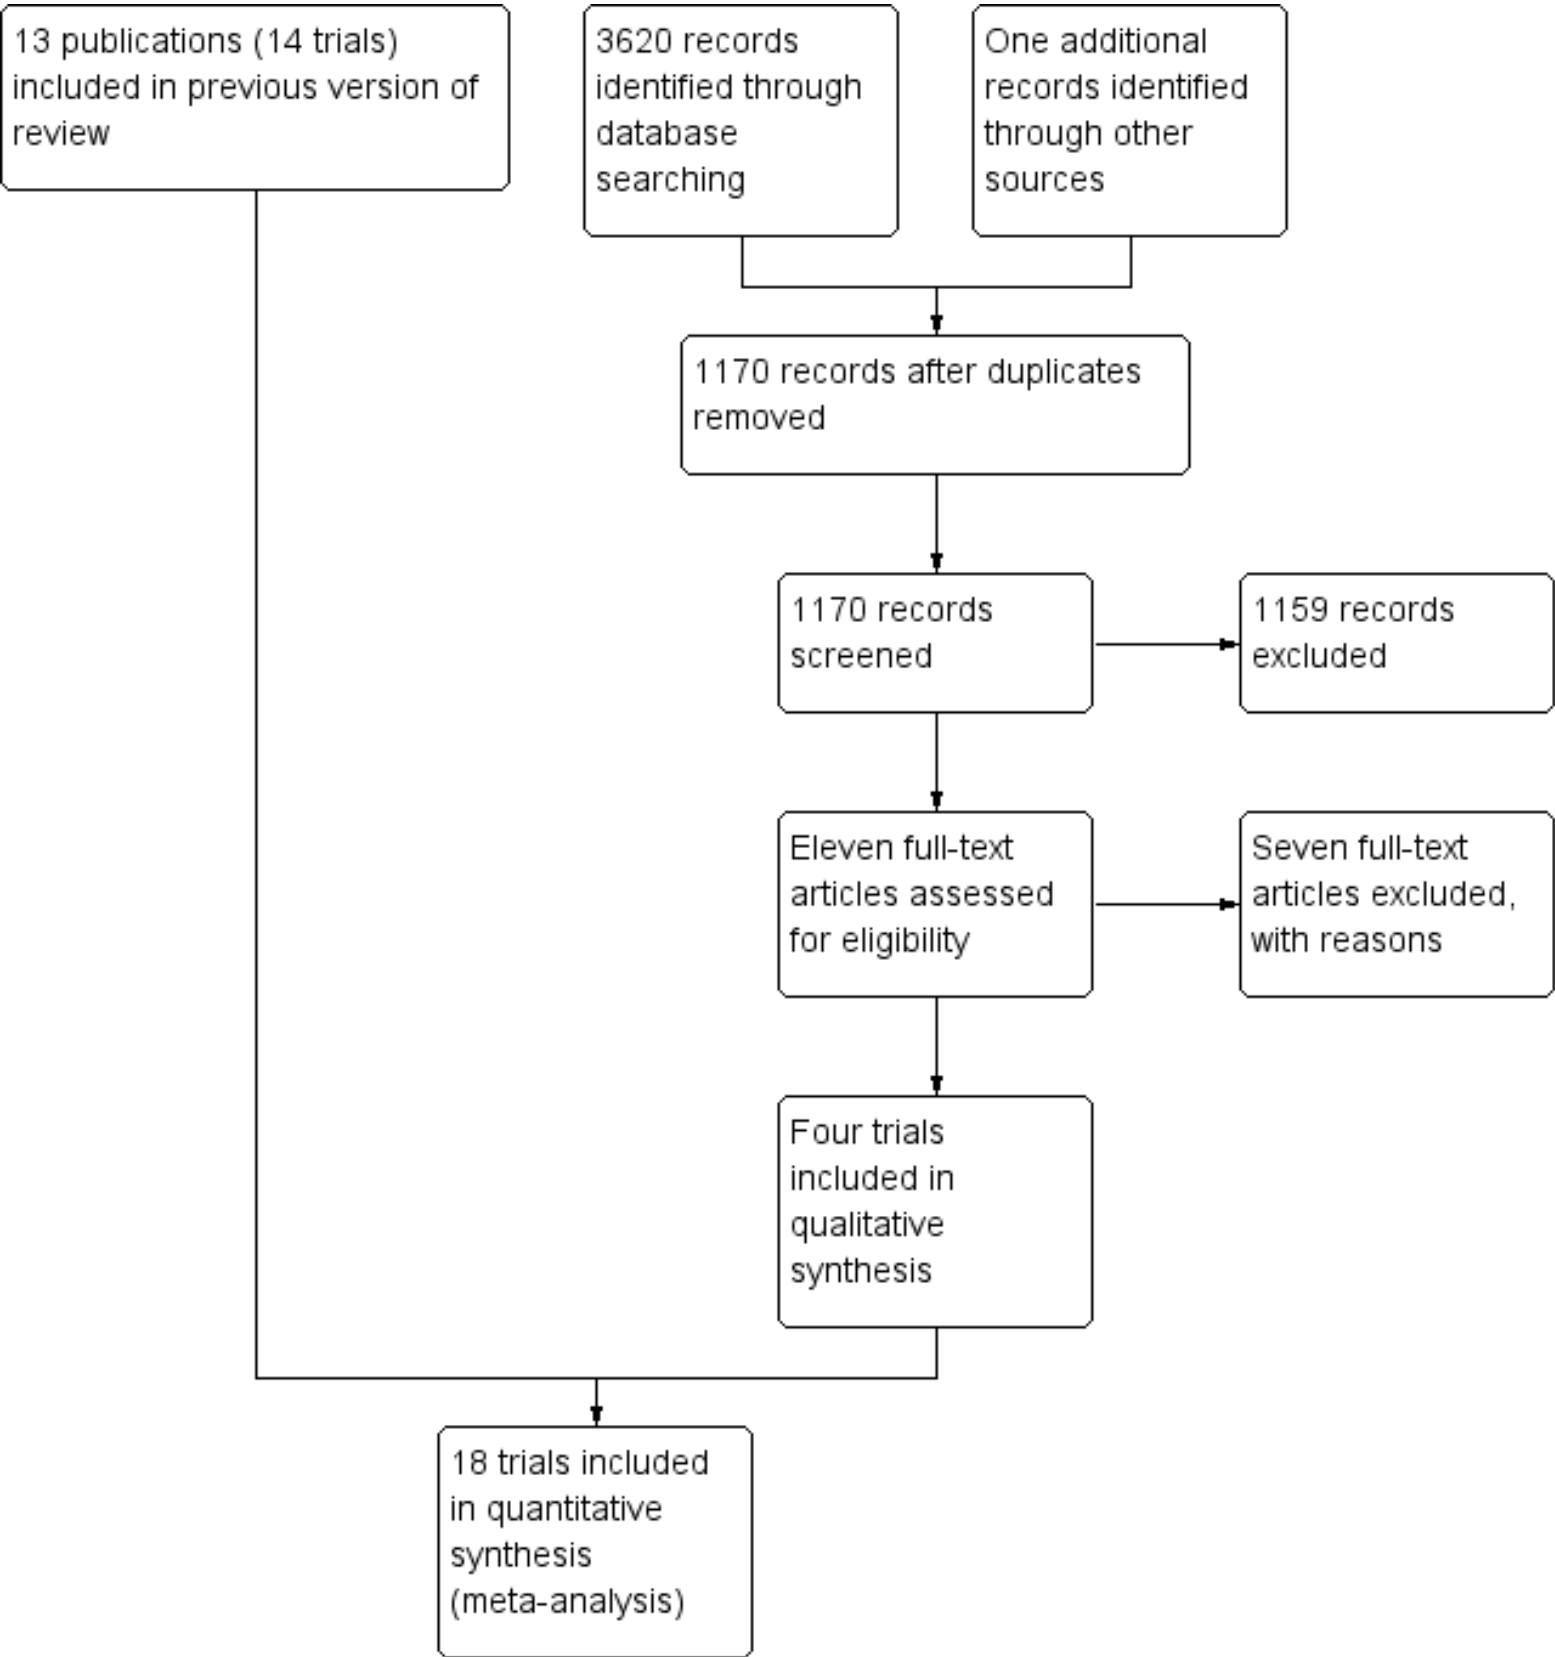 13 publications (14 trials)
included in previous version of
review
3620 records
identified through
database
searching
One additional
records identified
through other
sources
1170 records after duplicates
removed
1170 records
screened
1159 records
excluded
Eleven full-text
articles assessed
for eligibility
Seven full-text
articles excluded,
with reasons
Four trials
included in
qualitative
synthesis
18 trials included
in quantitative
synthesis
(meta-analysis)